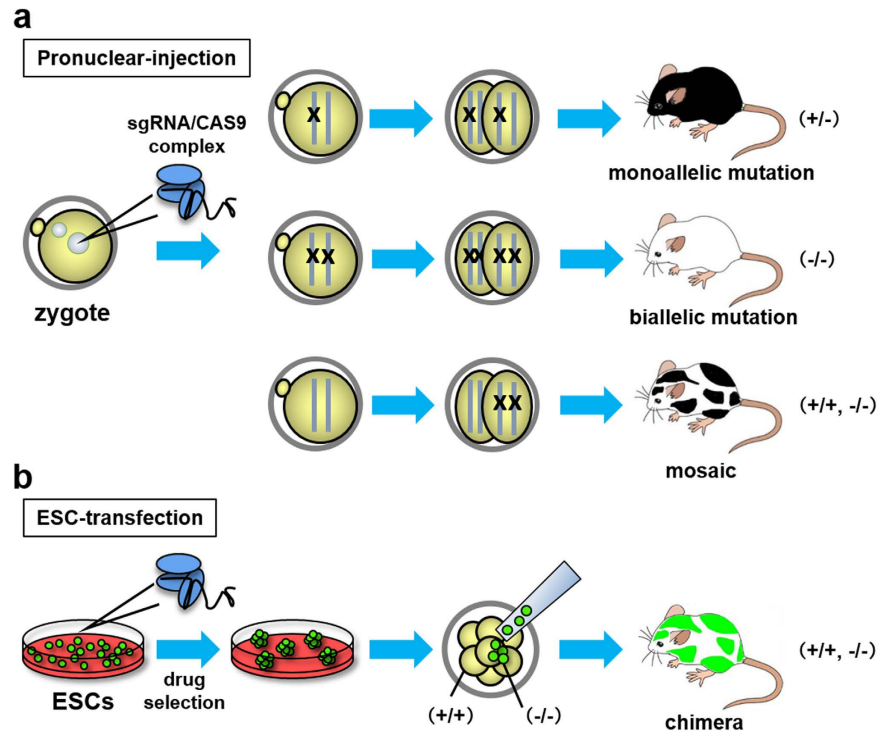 a
Pronuclear-injection
sgRNA/CAS9
complex
zygote
X
X
X
(+/-)
monoallelic mutation
XX
XX
XX
(-/-)
biallelic mutation
XX
(+/+, -/-)
mosaic
b
ESC-transfection
ESCs
drug
selection
(+/+)
(-/-)
(+/+, -/-)
chimera